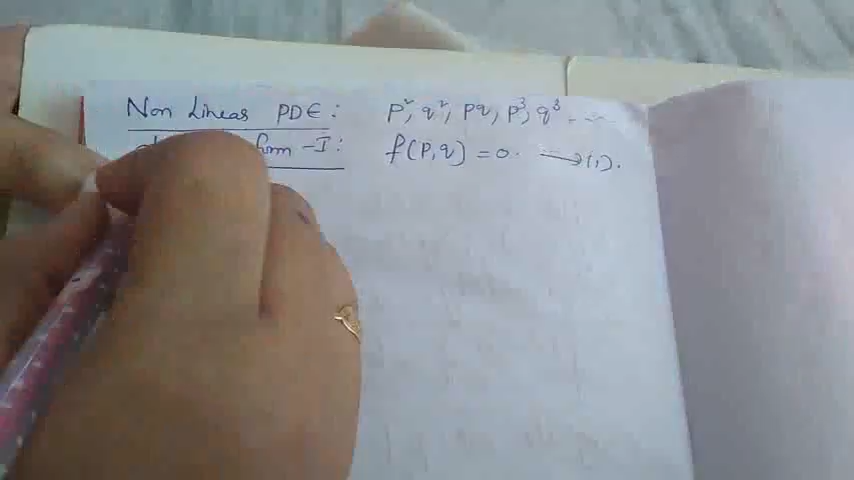 Non Linear PDE: p², q², pq, p³, q³ - -
form -I: f(p,q) = 0. → (1).